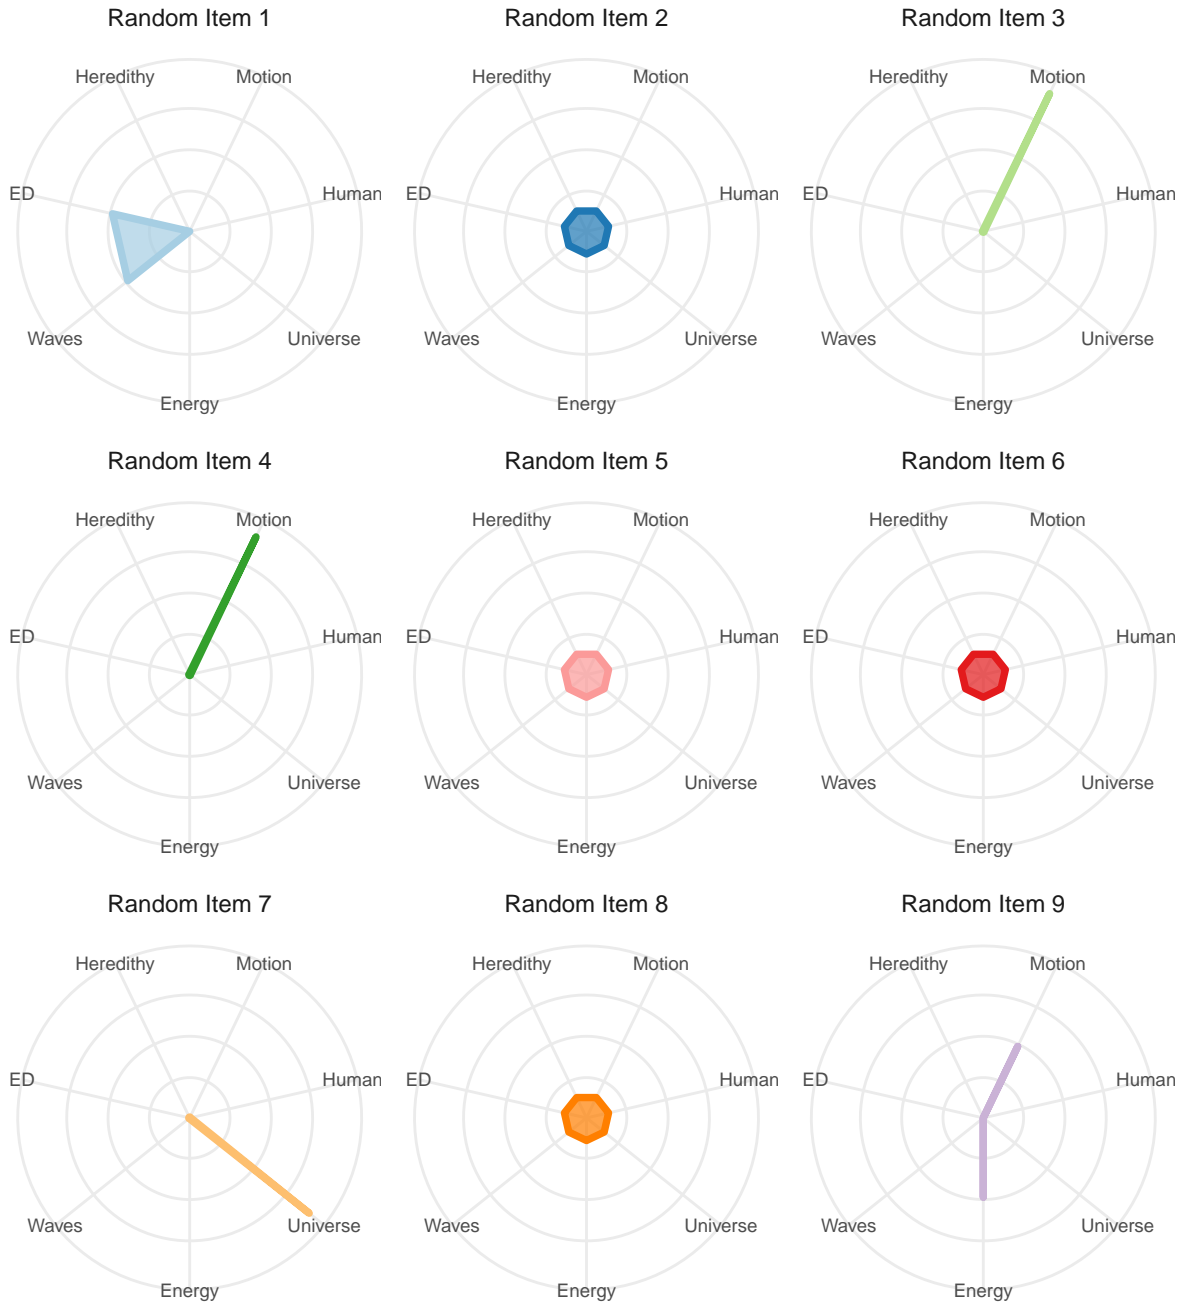 Random Item 1
Random Item 2
Random Item 3
Heredithy Motion
Heredithy Motion
Heredithy Motion
ED Human
ED Human
ED Human
Waves Universe
Waves Universe
Waves Universe
Energy
Energy
Energy
Random Item 4
Random Item 5
Random Item 6
Heredithy Motion
Heredithy Motion
Heredithy Motion
ED Human
ED Human
ED Human
Waves Universe
Waves Universe
Waves Universe
Energy
Energy
Energy
Random Item 7
Random Item 8
Random Item 9
Heredithy Motion
Heredithy Motion
Heredithy Motion
ED Human
ED Human
ED Human
Waves Universe
Waves Universe
Waves Universe
Energy
Energy
Energy